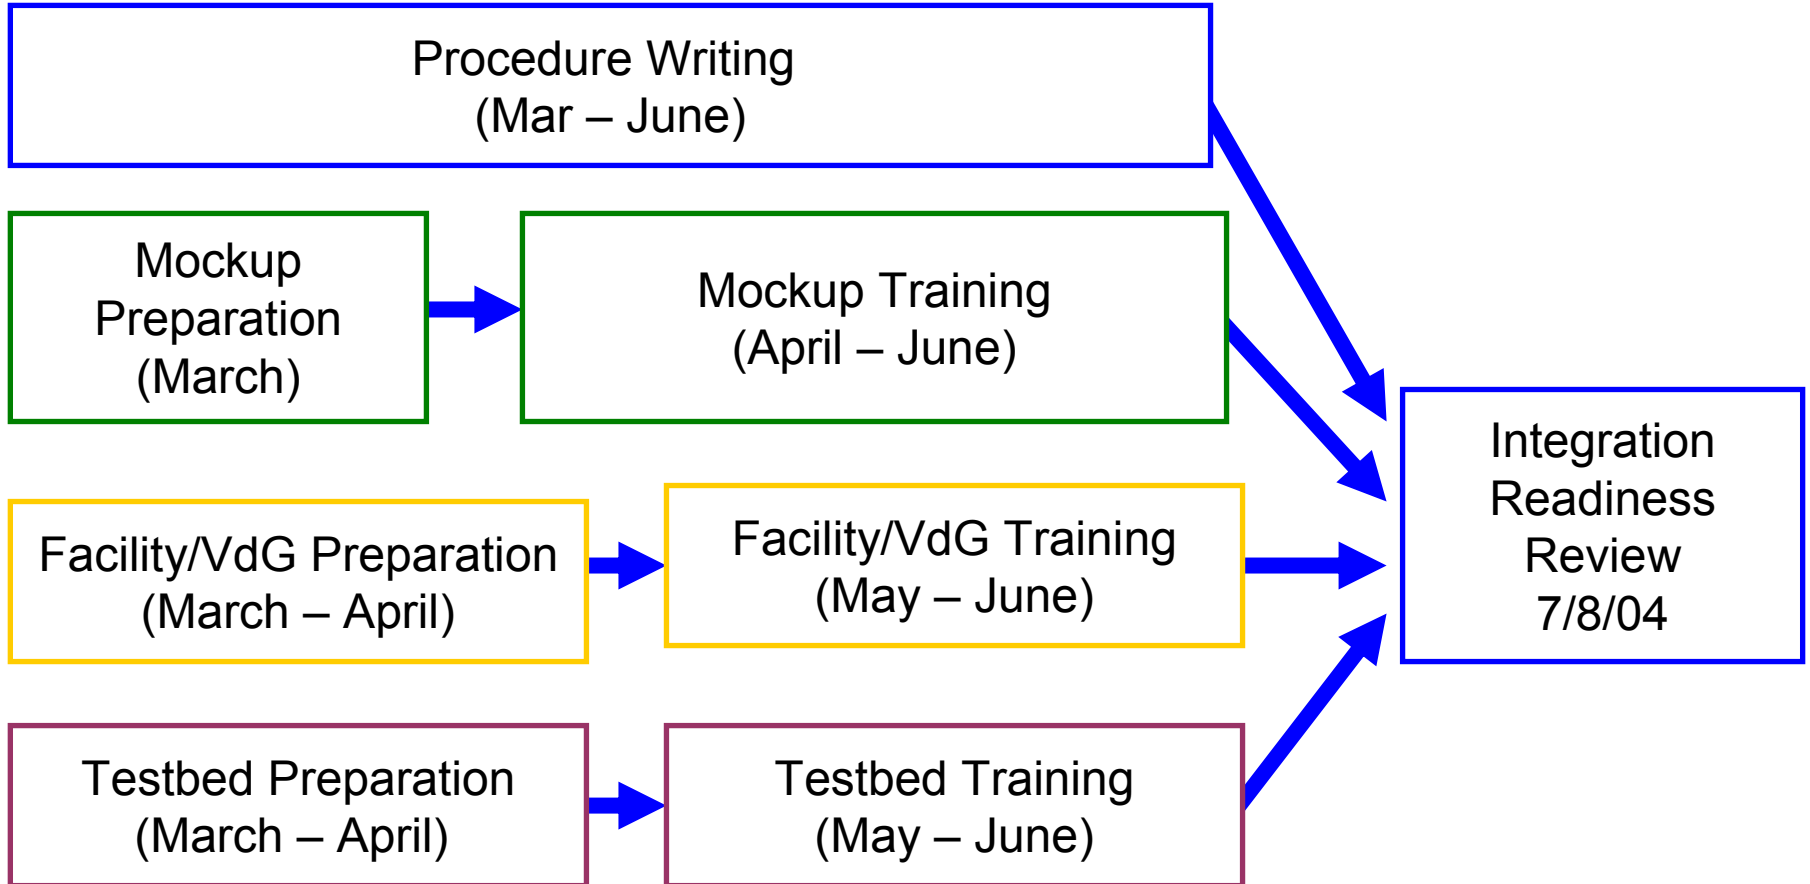 Procedure Writing
(Mar – June)
Mockup
Preparation
(March)
Mockup Training
(April – June)
Facility/VdG Preparation
(March – April)
Facility/VdG Training
(May – June)
Testbed Preparation
(March – April)
Testbed Training
(May – June)
Integration
Readiness
Review
7/8/04